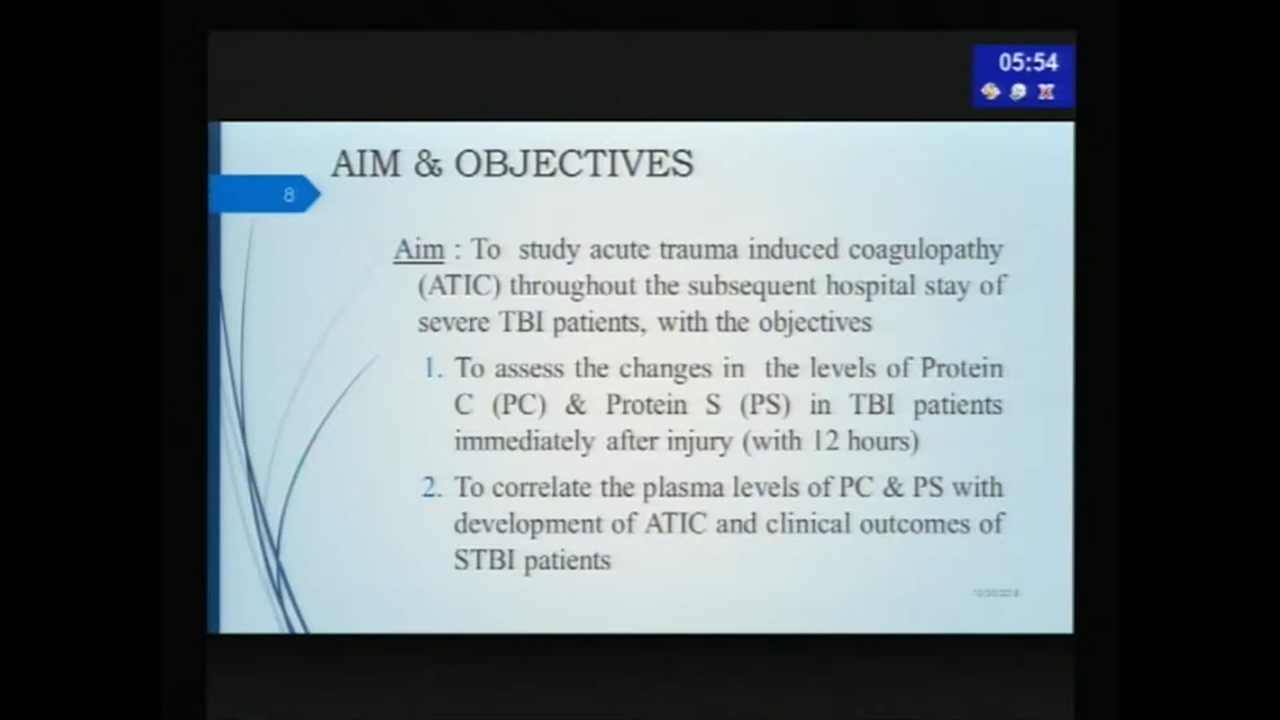 05:54
AIM & OBJECTIVES
8
Aim : To study acute trauma induced coagulopathy
(ATIC) throughout the subsequent hospital stay of
severe TBI patients, with the objectives
1. To assess the changes in the levels of Protein
C (PC) & Protein S (PS) in TBI patients
immediately after injury (with 12 hours)
2. To correlate the plasma levels of PC & PS with
development of ATIC and clinical outcomes of
STBI patients